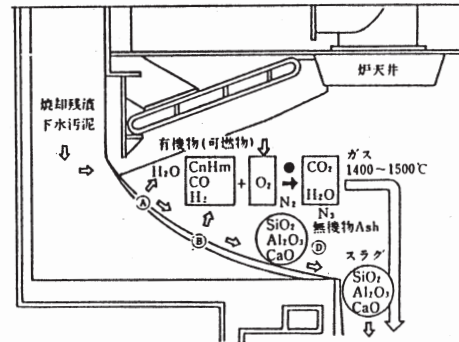 炉天井
焼却残渣
下水汚泥
有機物(可燃物)
ガス
1400～1500℃
H₂O
CnHm
CO
H₂
+
O₂
N₂
CO₂
H₂O
N₃
Ⓐ
Ⓑ
SiO₂
Al₂O₃
CaO
無機物Ash
Ⓓ
スラグ
SiO₂
Al₂O₃
CaO